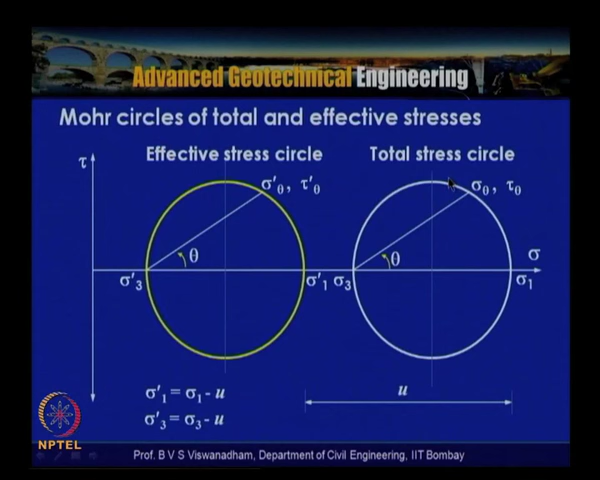 Advanced Geotechnical Engineering
Mohr circles of total and effective stresses
Effective stress circle
Total stress circle
τ
σ'θ, τ'θ
σθ, τθ
θ
θ
σ
σ'3
σ'1
σ3
σ1
σ'1 = σ1 - u
u
σ'3 = σ3 - u
NPTEL
Prof. B V S Viswanadham, Department of Civil Engineering, IIT Bombay